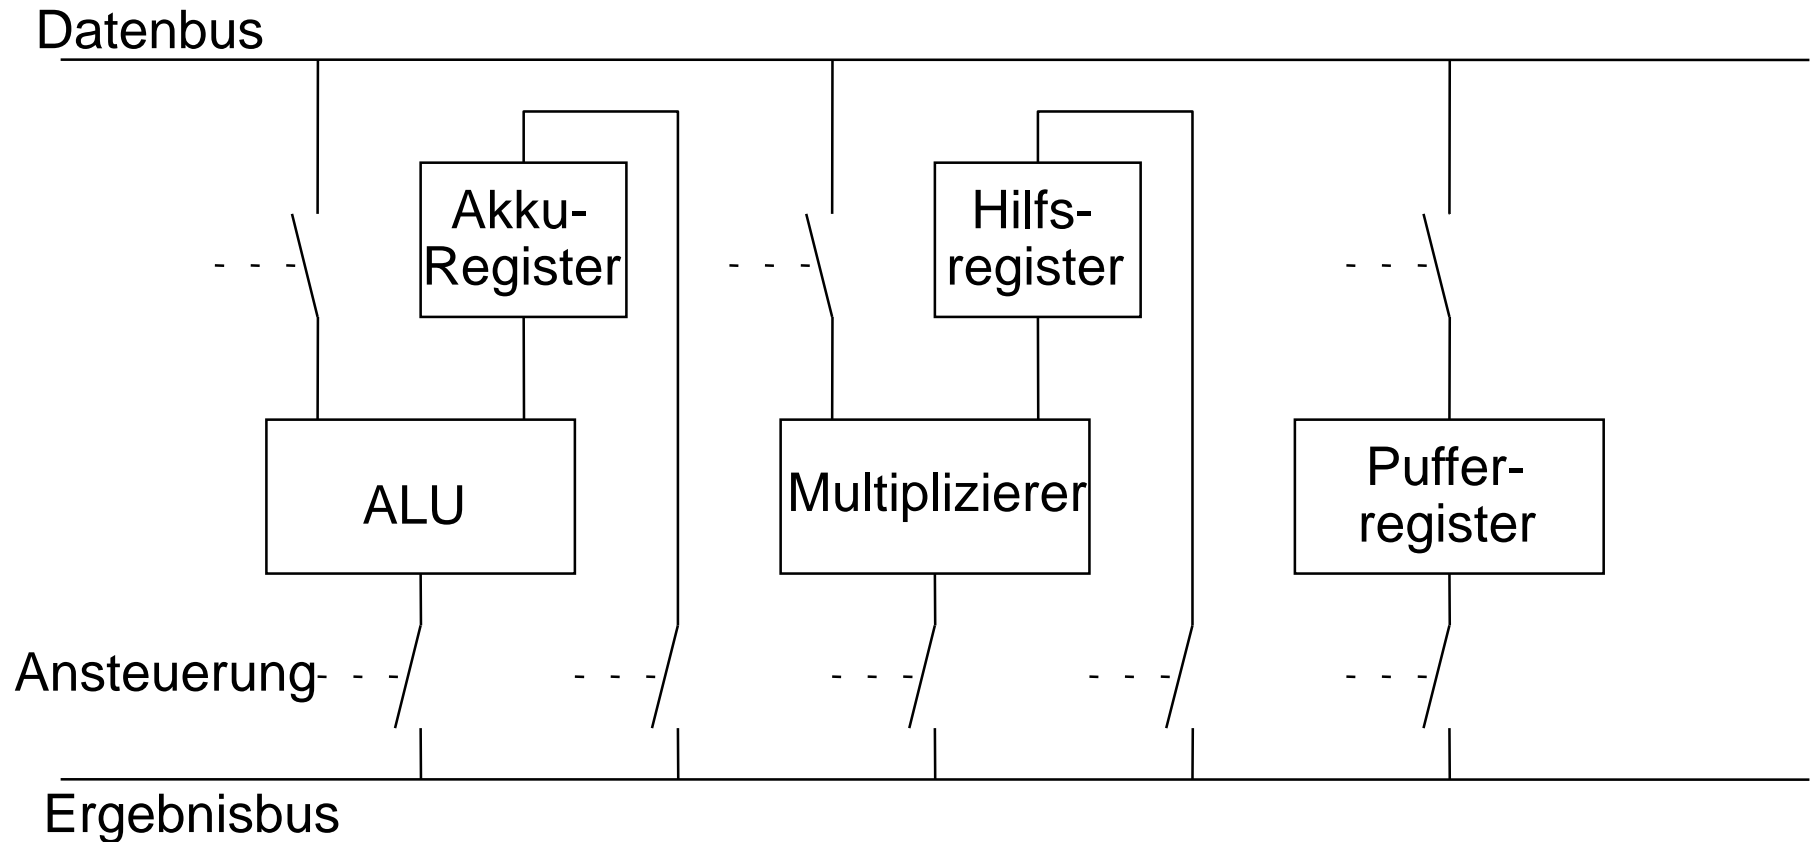 Datenbus
Akku-
Register
Hilfs-
register
ALU
Multiplizierer
Puffer-
register
Ansteuerung
Ergebnisbus